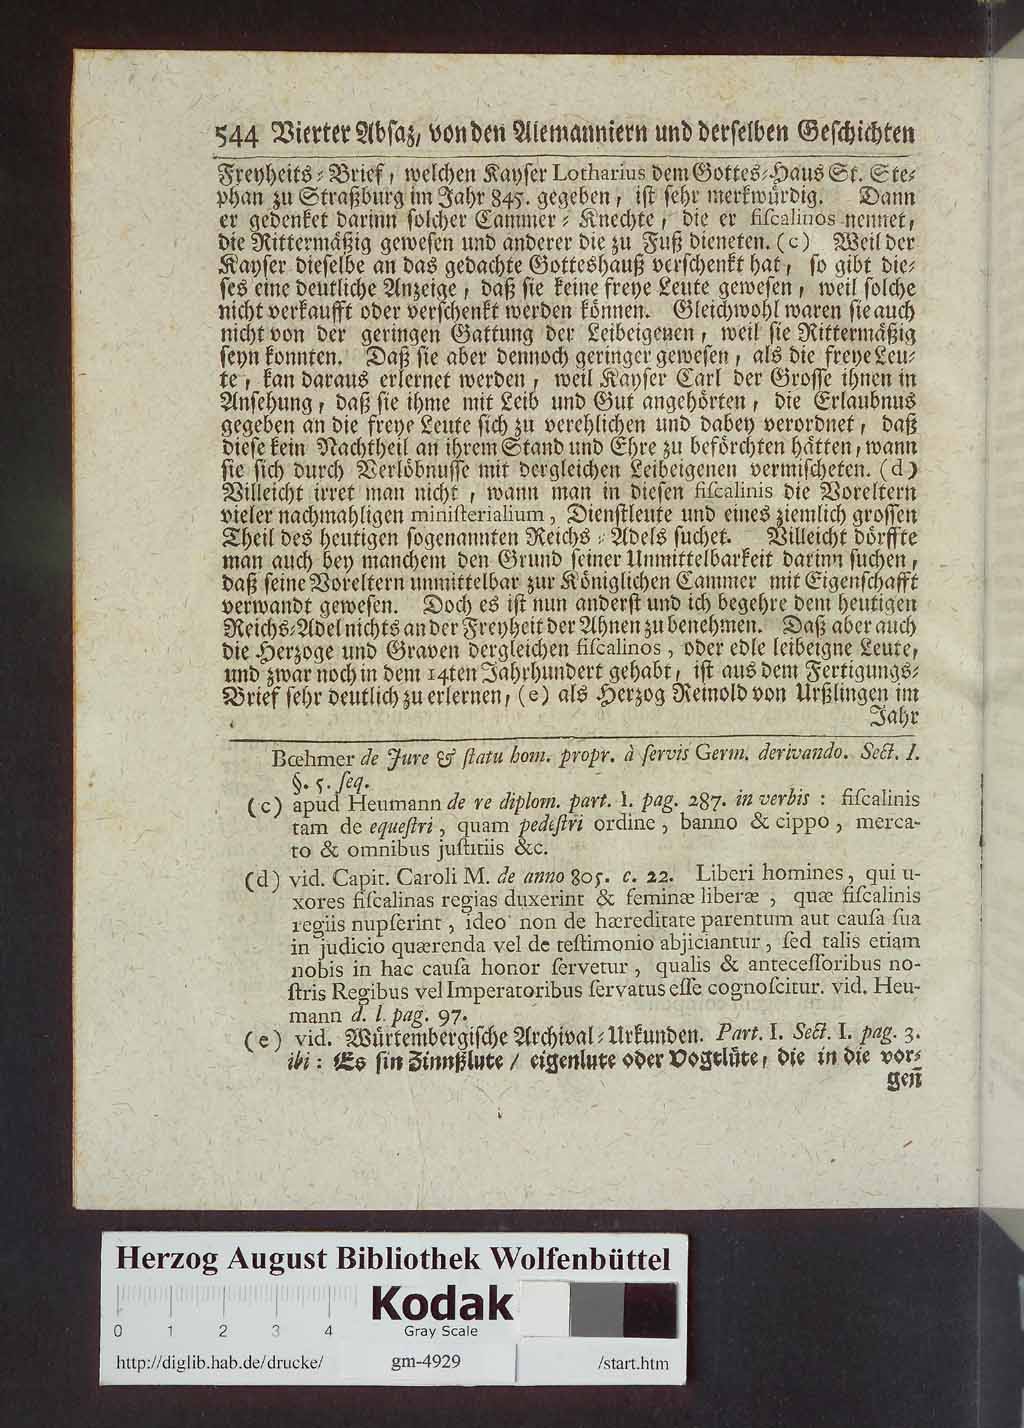 544 Vierter Absaz, von den Alemanniern und derselben Geschichten
Freyheits-Brief, welchen Kayser Lotharius dem Gottes-Haus St. Ste-
phan zu Straßburg im Jahr 845. gegeben, ist sehr merkwürdig. Dann
er gedenket darinn solcher Cammer-Knechte, die er fiſcalinos nennet,
die Rittermäßig gewesen und anderer die zu Fuß dieneten. (c) Weil der
Kayser dieselbe an das gedachte Gotteshauß verschenkt hat, so gibt die-
ses eine deutliche Anzeige, daß sie keine freye Leute gewesen, weil solche
nicht verkaufft oder verschenkt werden können. Gleichwohl waren sie auch
nicht von der geringen Gattung der Leibeigenen, weil sie Rittermäßig
seyn konnten. Daß sie aber dennoch geringer gewesen, als die freye Leu-
te, kan daraus erlernet werden, weil Kayser Carl der Grosse ihnen in
Ansehung, daß sie ihme mit Leib und Gut angehörten, die Erlaubnus
gegeben an die freye Leute sich zu verehlichen und dabey verordnet, daß
diese kein Nachtheil an ihrem Stand und Ehre zu beförchten hätten, wann
sie sich durch Verlöbnusse mit dergleichen Leibeigenen vermischeten. (d)
Villeicht irret man nicht, wann man in diesen fiſcalinis die Voreltern
vieler nachmahligen miniſterialium, Dienstleute und eines ziemlich grossen
Theil des heutigen sogenannten Reichs-Adels suchet. Villeicht dörffte
man auch bey manchem den Grund seiner Unmittelbarkeit darinn suchen,
daß seine Voreltern unmittelbar zur Königlichen Cammer mit Eigenschafft
verwandt gewesen. Doch es ist nun anderst und ich begehre dem heutigen
Reichs-Adel nichts an der Freyheit der Ahnen zu benehmen. Daß aber auch
die Herzoge und Graven dergleichen fiſcalinos, oder edle leibeigne Leute,
und zwar noch in dem 14ten Jahrhundert gehabt, ist aus dem Fertigungs-
Brief sehr deutlich zu erlernen, (e) als Herzog Reinold von Urßlingen im
Jahr
Bœhmer de Jure & ſtatu hom. propr. à ſervis Germ. derivando. Sect. I.
§. 5. ſeq.
(c) apud Heumann de re diplom. part. I. pag. 287. in verbis : fiſcalinis
tam de equeſtri, quam pedeſtri ordine, banno & cippo, merca-
to & omnibus juſtitiis &c.
(d) vid. Capit. Caroli M. de anno 805. c. 22. Liberi homines, qui u-
xores fiſcalinas regias duxerint & feminæ liberæ, quæ fiſcalinis
regiis nupſerint, ideo non de hæreditate parentum aut cauſa ſua
in judicio quærenda vel de teſtimonio abjiciantur, ſed talis etiam
nobis in hac cauſa honor ſervetur, qualis & anteceſſoribus no-
ſtris Regibus vel Imperatoribus ſervatus eſſe cognoſcitur. vid. Heu-
mann d. l. pag. 97.
(e) vid. Würtembergische Archival-Urkunden. Part. I. Sect. I. pag. 3.
ibi : Es sin Zinnßlute / eigenlute oder Vogtlüte, die in die vor-
geñ
Herzog August Bibliothek Wolfenbüttel
Kodak
Gray Scale
0 1 2 3 4
http://diglib.hab.de/drucke/ gm-4929 /start.htm